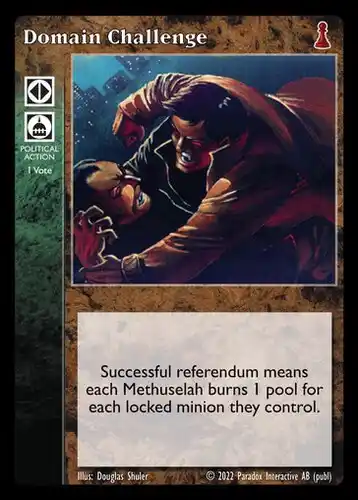 Domain Challenge
POLITICAL
ACTION
1 Vote
Successful referendum means
each Methuselah burns 1 pool for
each locked minion they control.
Illus: Douglas Shuler © 2022 Paradox Interactive AB (publ)